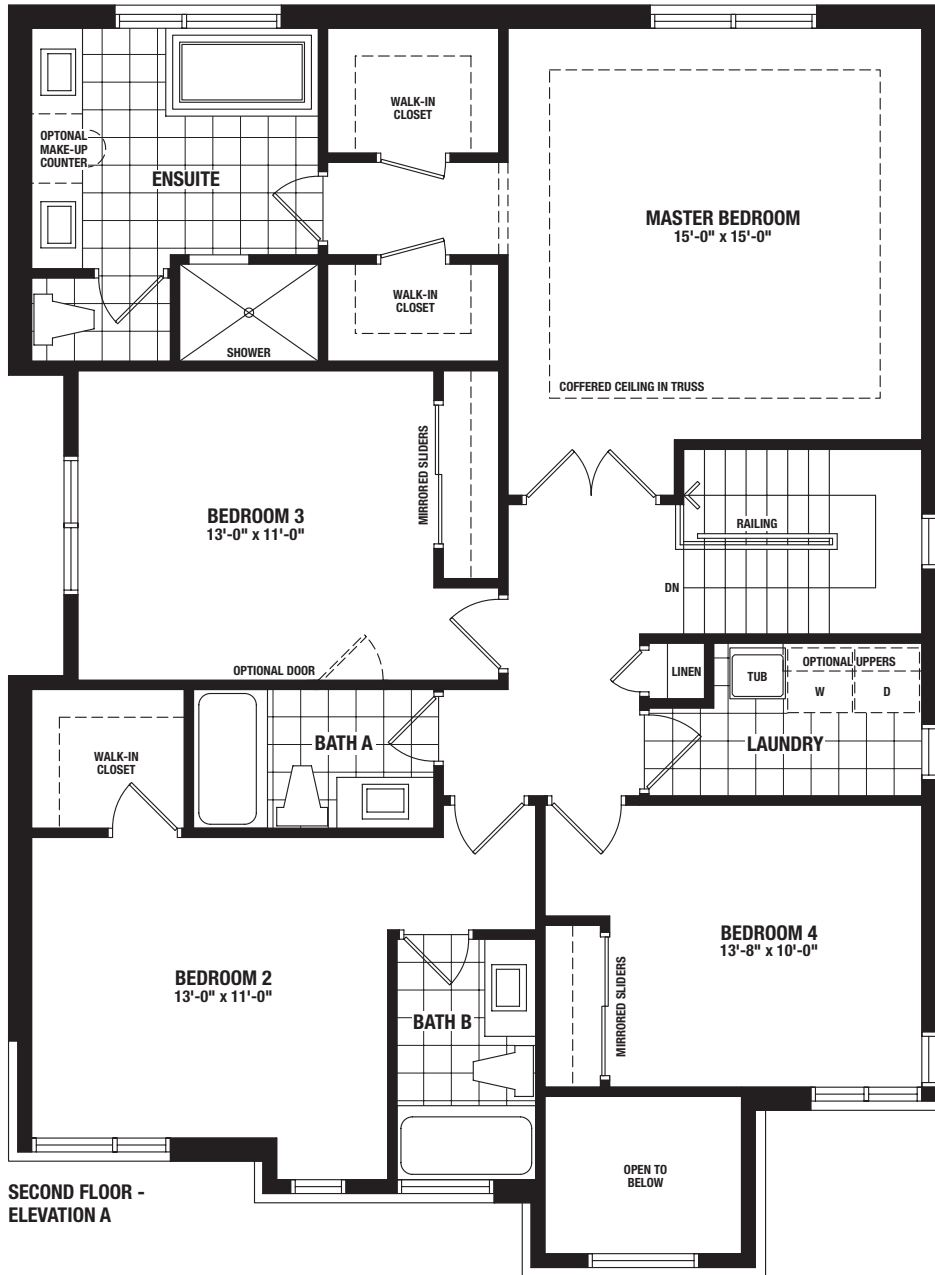 WALK-IN
CLOSET
OPTIONAL
MAKE-UP
COUNTER
ENSUITE
MASTER BEDROOM
15'-0" x 15'-0"
WALK-IN
CLOSET
SHOWER
COFFERED CEILING IN TRUSS
MIRRORED SLIDERS
BEDROOM 3
13'-0" x 11'-0"
RAILING
DN
OPTIONAL DOOR
LINEN
TUB
OPTIONAL UPPERS
W
D
BATH A
LAUNDRY
WALK-IN
CLOSET
BEDROOM 4
13'-8" x 10'-0"
BEDROOM 2
13'-0" x 11'-0"
MIRRORED SLIDERS
BATH B
OPEN TO
BELOW
SECOND FLOOR -
ELEVATION A